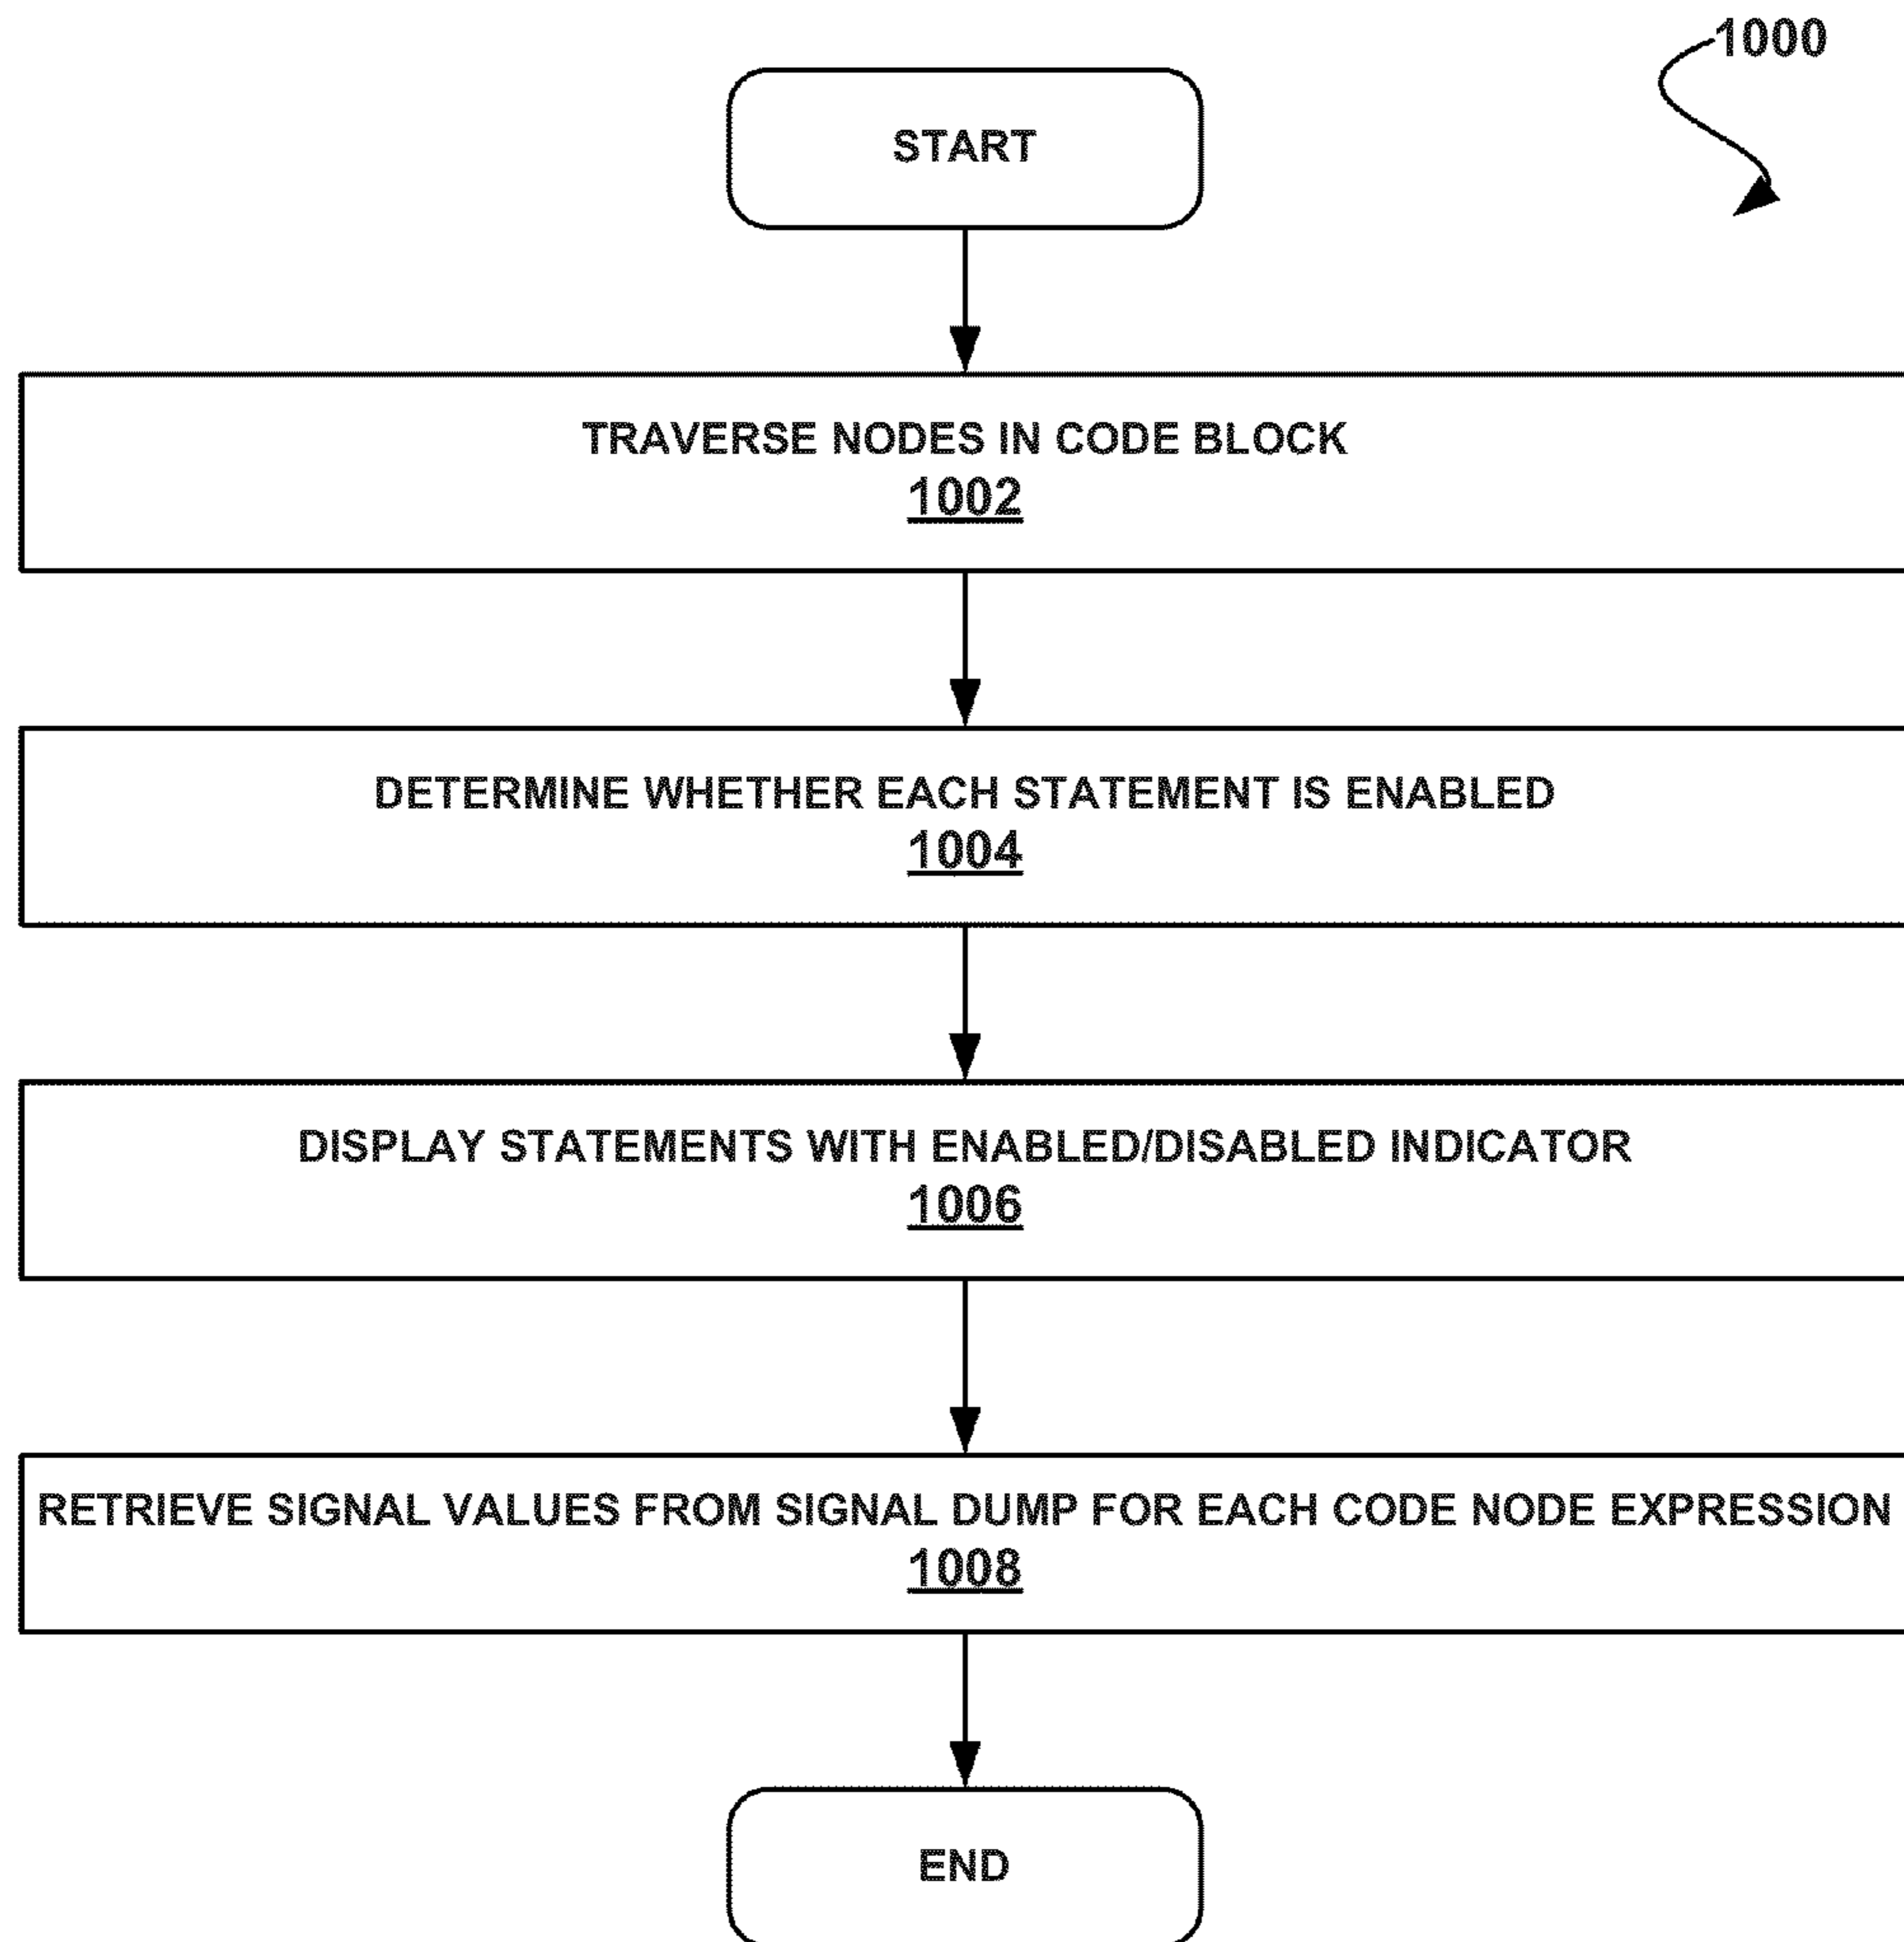 1000
START
TRAVERSE NODES IN CODE BLOCK
1002
DETERMINE WHETHER EACH STATEMENT IS ENABLED
1004
DISPLAY STATEMENTS WITH ENABLED/DISABLED INDICATOR
1006
RETRIEVE SIGNAL VALUES FROM SIGNAL DUMP FOR EACH CODE NODE EXPRESSION
1008
END